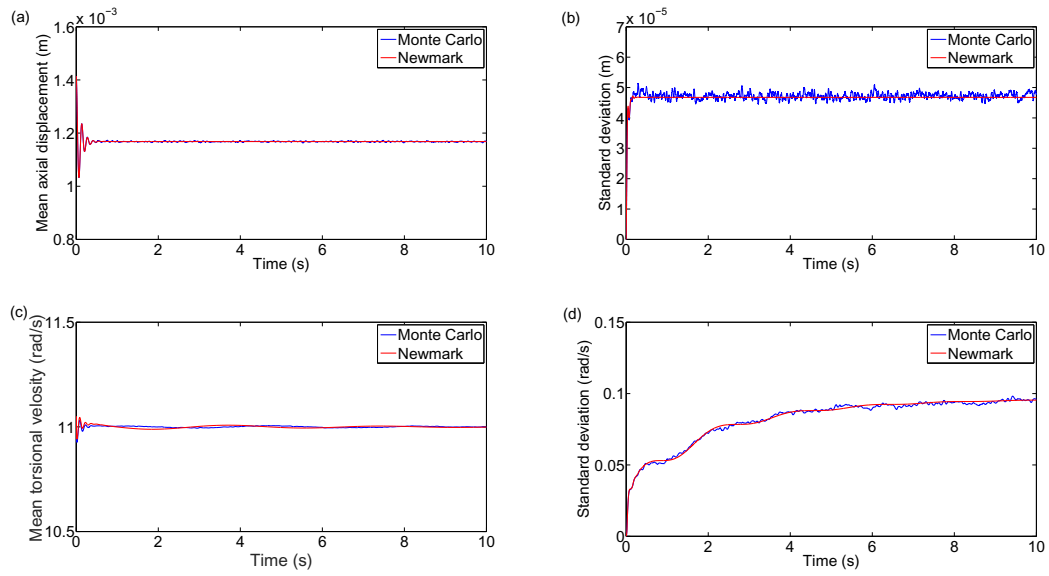 (a)
1.6 x 10⁻³
1.4
1.2
1
0.8
Mean axial displacement (m)
Monte Carlo
Newmark
0 2 4 6 8 10
Time (s)
(b)
7 x 10⁻⁵
6
5
4
3
2
1
0
Standard deviation (m)
Monte Carlo
Newmark
0 2 4 6 8 10
Time (s)
(c)
11.5
11
10.5
Mean torsional velocity (rad/s)
Monte Carlo
Newmark
0 2 4 6 8 10
Time (s)
(d)
0.15
0.1
0.05
0
Standard deviation (rad/s)
Monte Carlo
Newmark
0 2 4 6 8 10
Time (s)